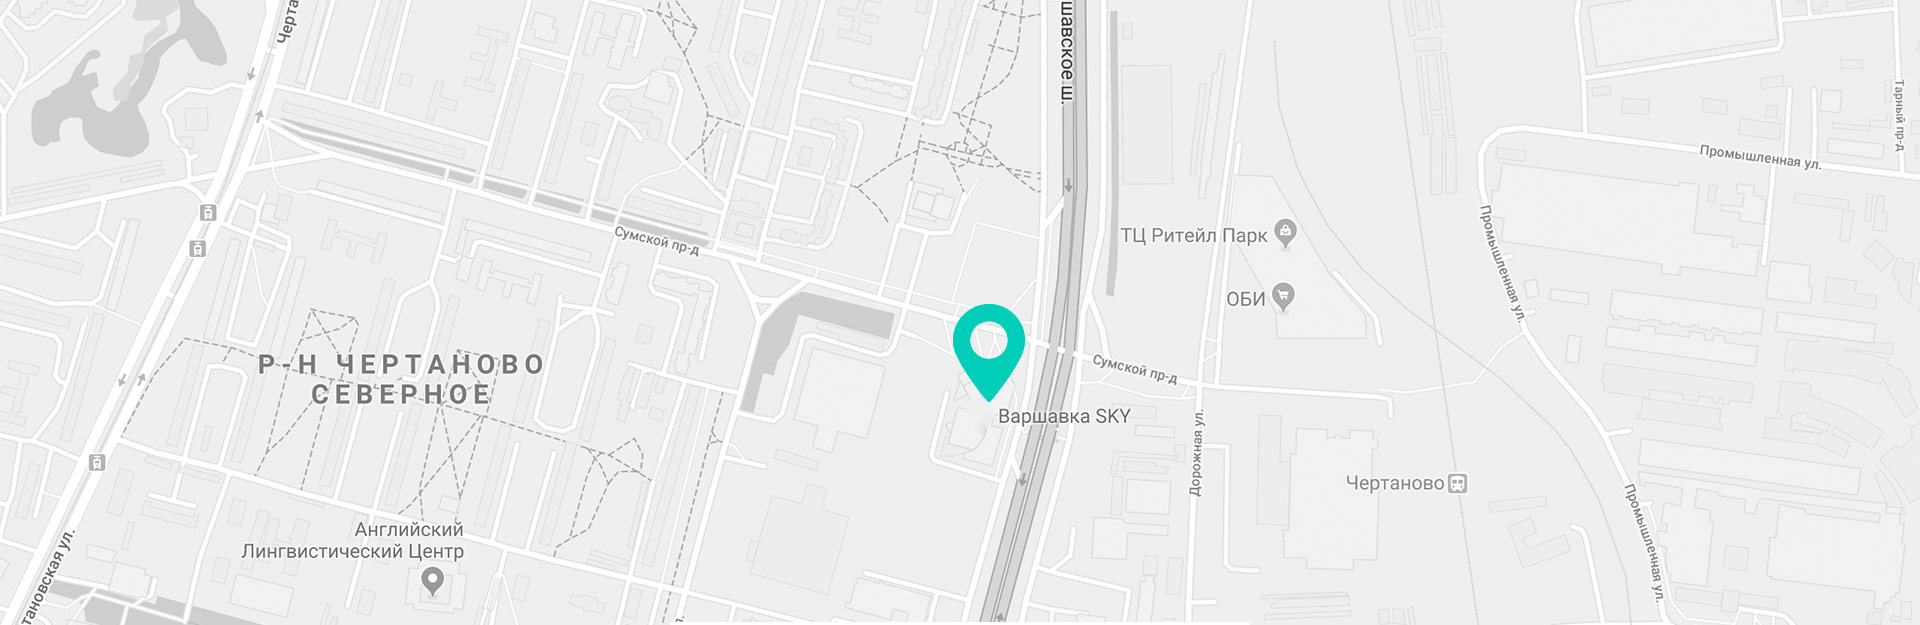 Черта
шавское ш.
Тарный пр-д
Промышленная ул.
Сумской пр-д
ТЦ Ритейл Парк
Промышленная ул.
ОБИ
Р-Н ЧЕРТАНОВО
СЕВЕРНОЕ
Сумской пр-д
Варшавка SKY
Дорожная ул.
Чертаново
Английский
Лингвистический Центр
Промышленная ул.
тановская ул.
л.